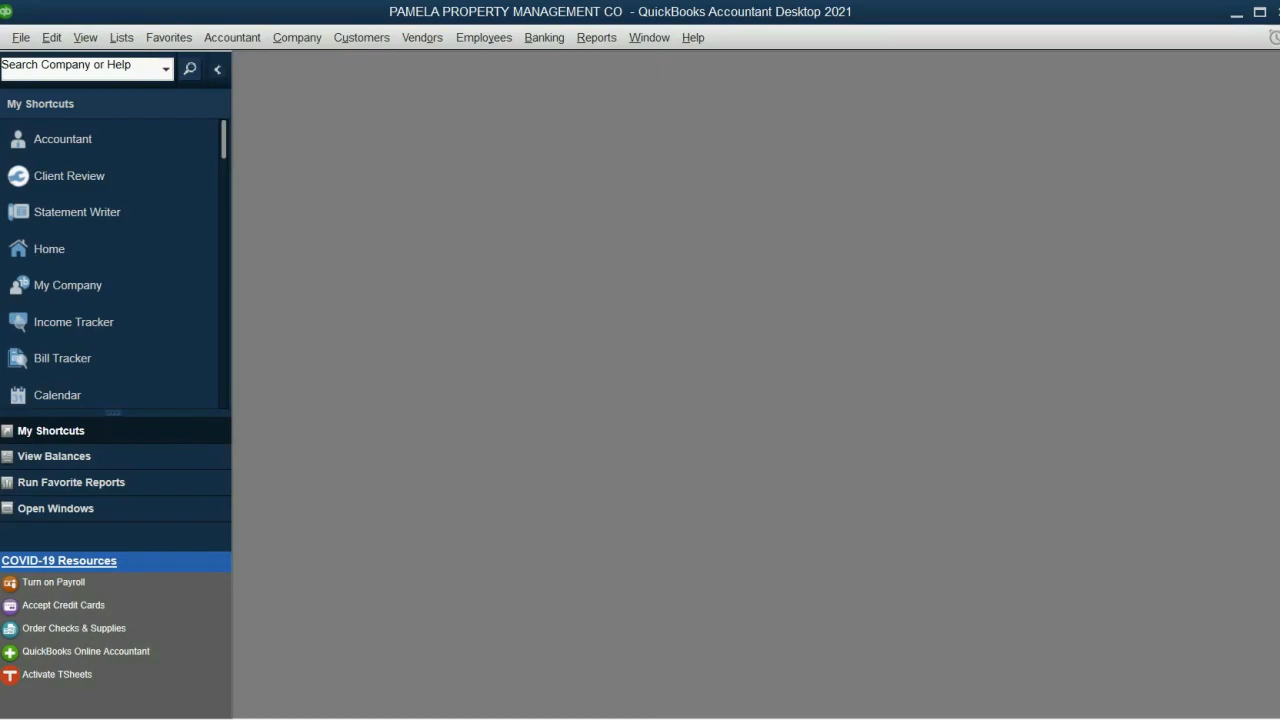 qb
PAMELA PROPERTY MANAGEMENT CO - QuickBooks Accountant Desktop 2021
File Edit View Lists Favorites Accountant Company Customers Vendors Employees Banking Reports Window Help
Search Company or Help
My Shortcuts
Accountant
Client Review
Statement Writer
Home
My Company
Income Tracker
Bill Tracker
Calendar
My Shortcuts
View Balances
Run Favorite Reports
Open Windows
COVID-19 Resources
Turn on Payroll
Accept Credit Cards
Order Checks & Supplies
QuickBooks Online Accountant
Activate TSheets